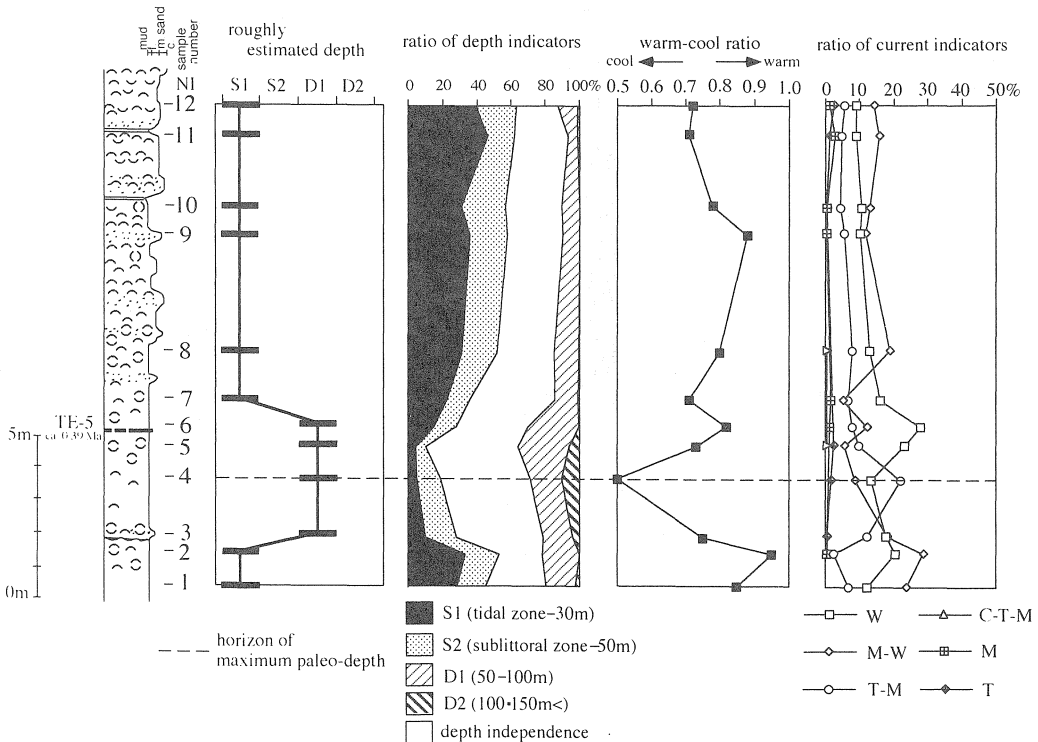 mud
f
m sand
c
sample
number
N1
roughly
estimated depth
S1 S2 D1 D2
ratio of depth indicators
0 20 40 60 80 100%
warm-cool ratio
cool warm
0.5 0.6 0.7 0.8 0.9 1.0
ratio of current indicators
0 10 20 30 40 50%
-12
-11
-10
-9
-8
-7
-6
TE-5
5m ca. 0.39 Ma
-5
-4
-3
-2
-1
0m
horizon of
maximum paleo-depth
S1 (tidal zone-30m)
S2 (sublittoral zone-50m)
D1 (50-100m)
D2 (100•150m<)
depth independence
W C-T-M
M-W M
T-M T